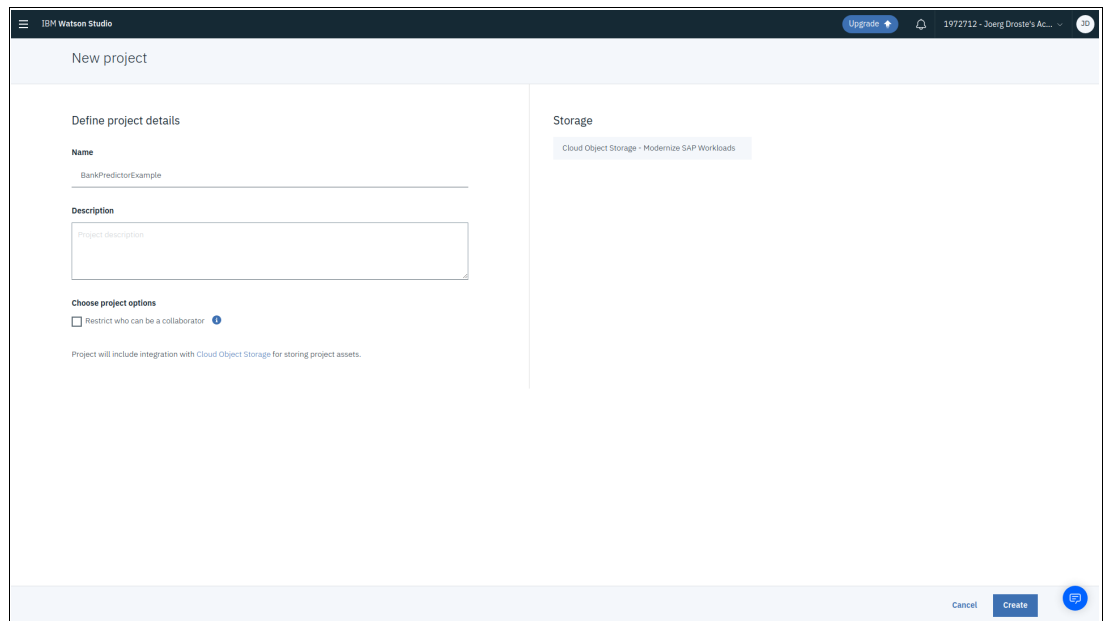 IBM Watson Studio
Upgrade
1972712 - Joerg Droste's Ac...
JD
New project
Define project details
Storage
Name
Cloud Object Storage - Modernize SAP Workloads
BankPredictorExample
Description
Project description
Choose project options
Restrict who can be a collaborator
Project will include integration with Cloud Object Storage for storing project assets.
Cancel
Create